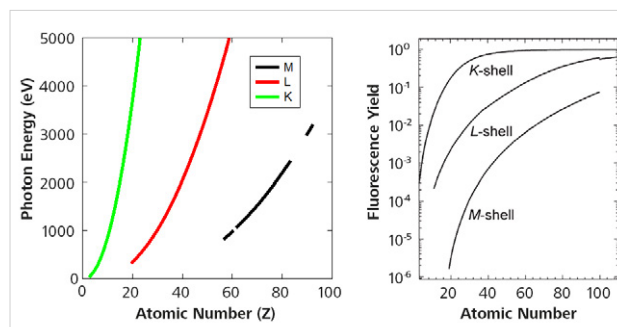 5000
4000
3000
2000
1000
0
Photon Energy (eV)
M
L
K
0
20
40
60
80
100
Atomic Number (Z)
10⁰
10⁻¹
10⁻²
10⁻³
10⁻⁴
10⁻⁵
10⁻⁶
Fluorescence Yield
K-shell
L-shell
M-shell
20
40
60
80
100
Atomic Number